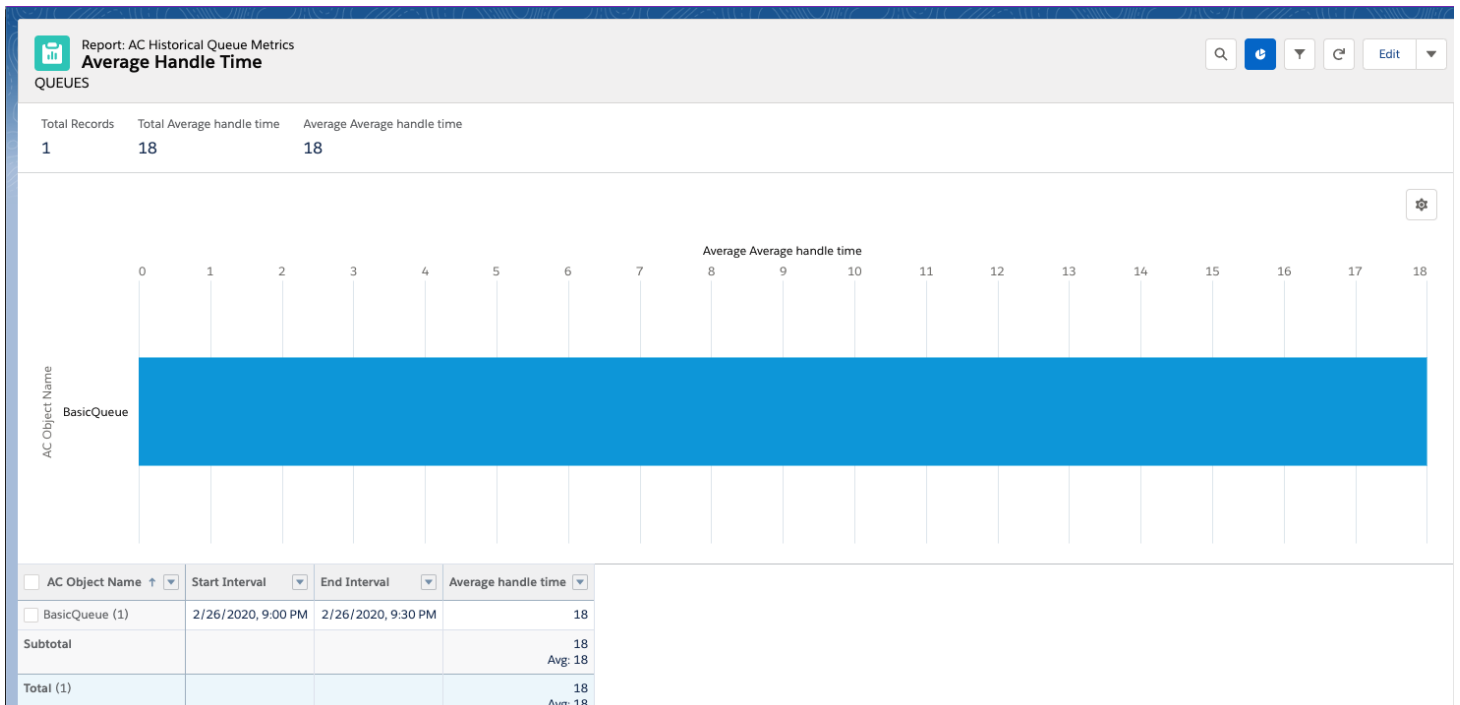 Report: AC Historical Queue Metrics
Average Handle Time
QUEUES
Edit
Total Records Total Average handle time Average Average handle time
1 18 18
Average Average handle time
0 1 2 3 4 5 6 7 8 9 10 11 12 13 14 15 16 17 18
AC Object Name
BasicQueue
AC Object Name ↑ Start Interval End Interval Average handle time
BasicQueue (1) 2/26/2020, 9:00 PM 2/26/2020, 9:30 PM 18
Subtotal 18
Avg: 18
Total (1) 18
Avg: 18